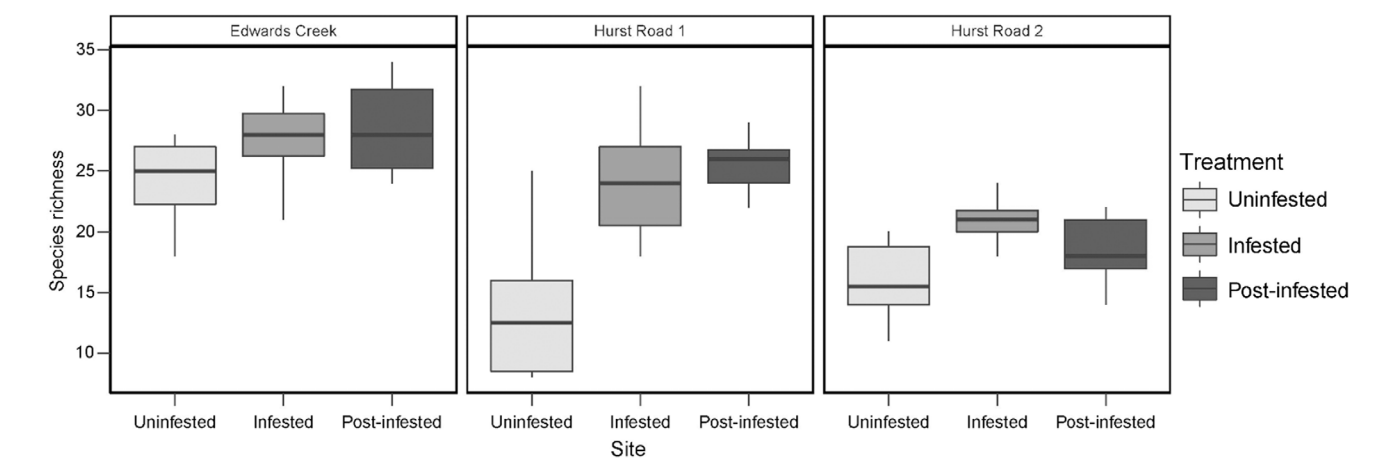 Edwards Creek
Hurst Road 1
Hurst Road 2
Species richness
35
30
25
20
15
10
Uninfested Infested Post-infested
Uninfested Infested Post-infested
Uninfested Infested Post-infested
Site
Treatment
Uninfested
Infested
Post-infested